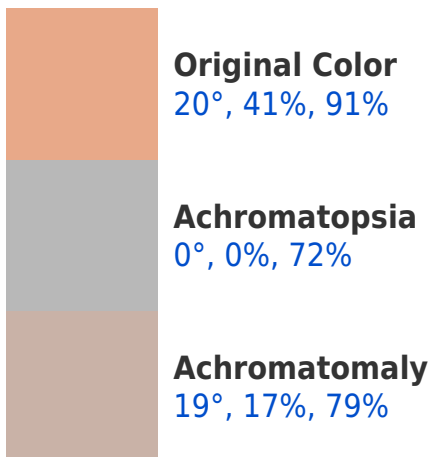 Original Color
20°, 41%, 91%
Achromatopsia
0°, 0%, 72%
Achromatomaly
19°, 17%, 79%